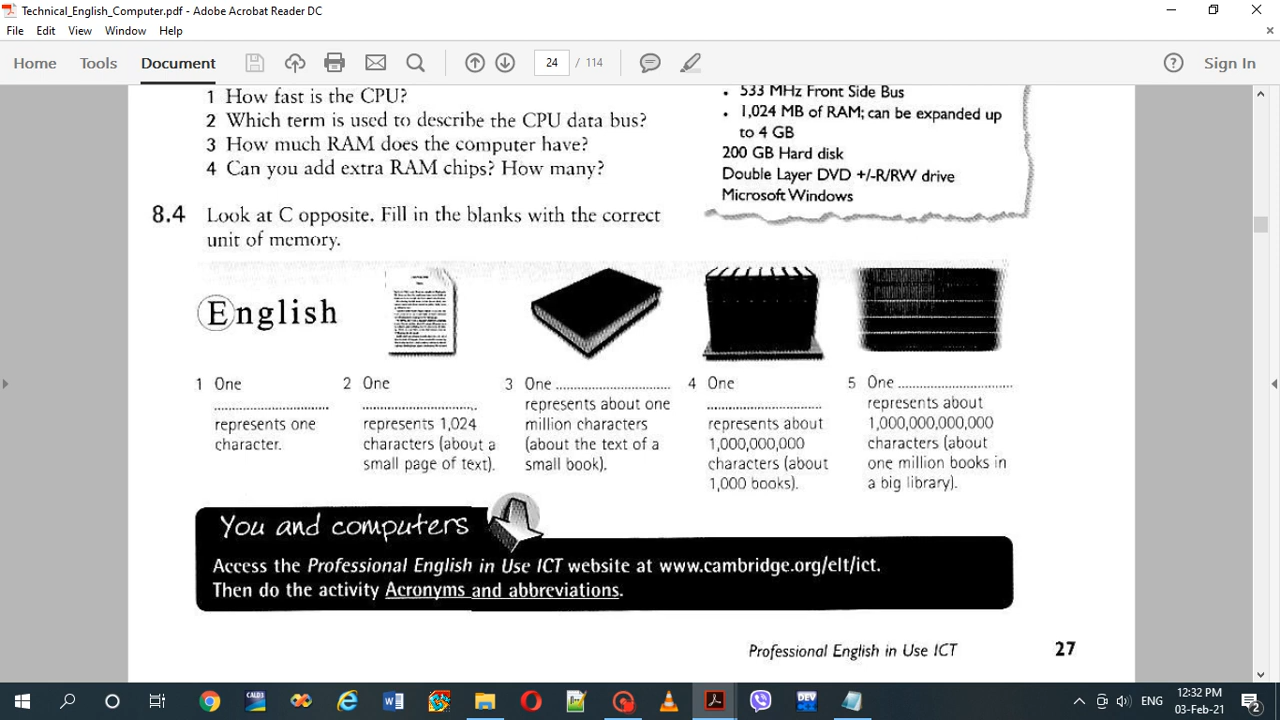 Technical_English_Computer.pdf - Adobe Acrobat Reader DC
File Edit View Window Help
Home Tools Document 24 / 114 Sign In
1 How fast is the CPU?
2 Which term is used to describe the CPU data bus?
3 How much RAM does the computer have?
4 Can you add extra RAM chips? How many?
• 533 MHz Front Side Bus
• 1,024 MB of RAM; can be expanded up
to 4 GB
200 GB Hard disk
Double Layer DVD +/-R/RW drive
Microsoft Windows
8.4 Look at C opposite. Fill in the blanks with the correct
unit of memory.
English
1 One
..............................
represents one
character.
2 One
..............................
represents 1,024
characters (about a
small page of text).
3 One ..............................
represents about one
million characters
(about the text of a
small book).
4 One
..............................
represents about
1,000,000,000
characters (about
1,000 books).
5 One ..............................
represents about
1,000,000,000,000
characters (about
one million books in
a big library).
You and computers
Access the Professional English in Use ICT website at www.cambridge.org/elt/ict.
Then do the activity Acronyms and abbreviations.
Professional English in Use ICT 27
CALD3
DEV
ENG
12:32 PM
03-Feb-21
2